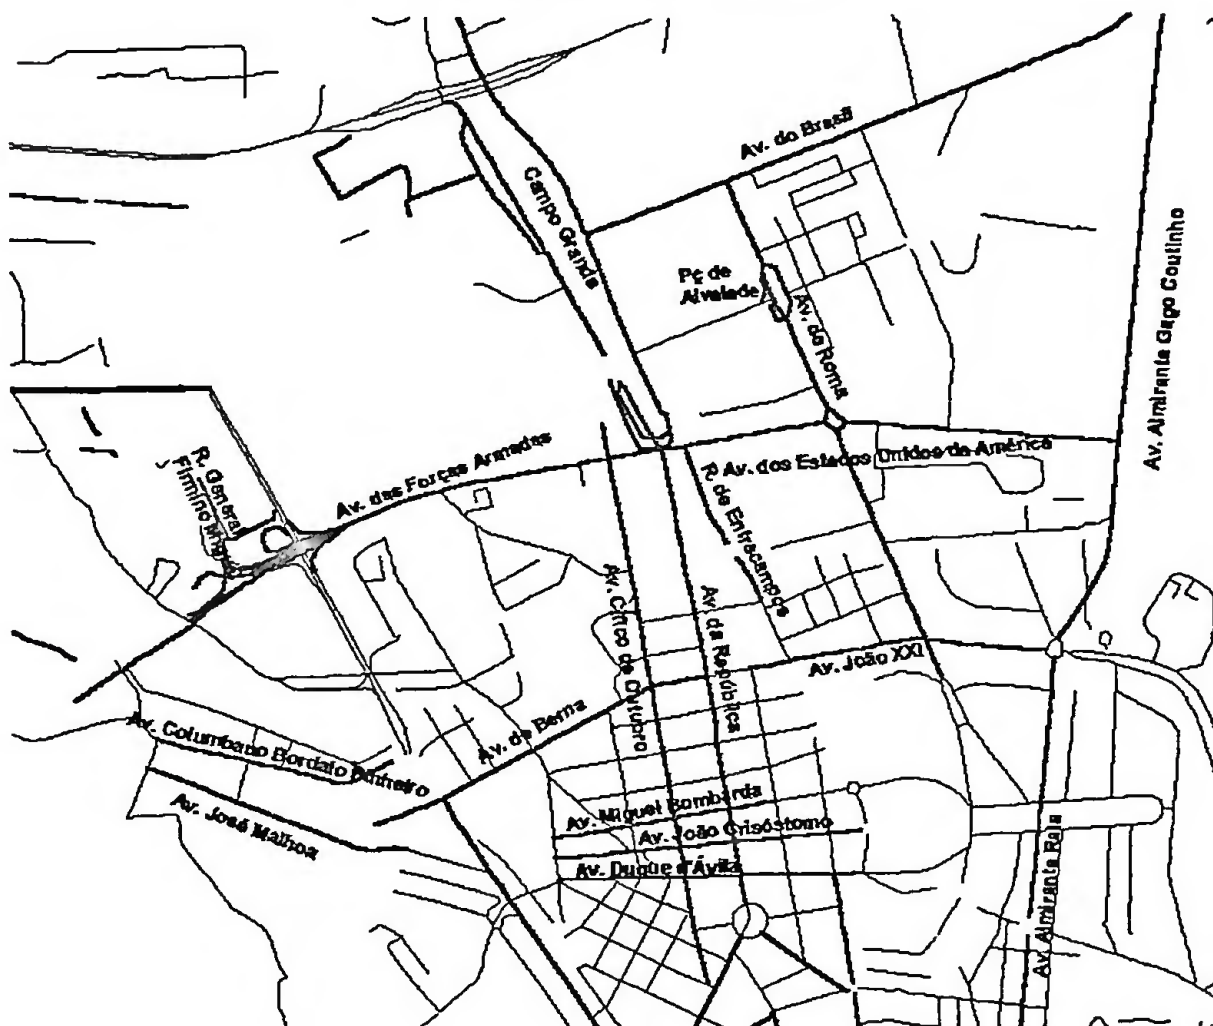 Av. do Brasil
Campo Grande
Av. Almirante Gago Coutinho
Pç de
Alvalade
Av. de Roma
Av. das Forças Armadas
Av. dos Estados Unidos da América
R. General
Firmino
R. de Entrecampos
Av. Cinco de Outubro
Av da República
Av. João XXI
Av. de Berna
Av. Columbano Bordalo Pinheiro
Av. José Malhoa
Av. Miguel Bombarda
Av. João Crisóstomo
Av. Duque d'Ávila
Av. Almirante Reis